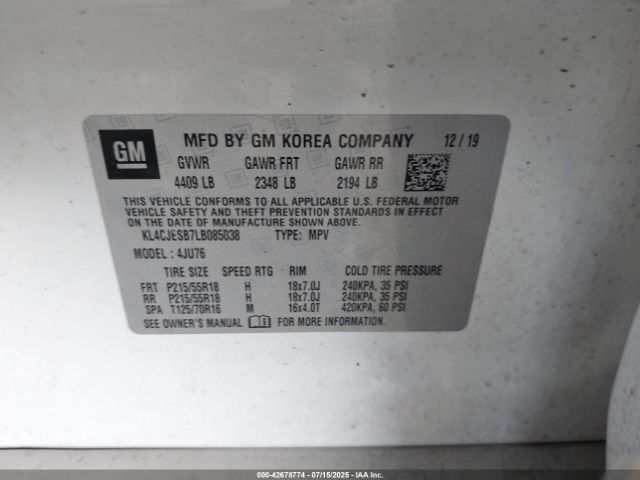 GM MFD BY GM KOREA COMPANY 12/19
GVWR GAWR FRT GAWR RR
4409 LB 2348 LB 2194 LB
THIS VEHICLE CONFORMS TO ALL APPLICABLE U.S. FEDERAL MOTOR
VEHICLE SAFETY AND THEFT PREVENTION STANDARDS IN EFFECT ON
THE DATE OF MANUFACTURE SHOWN ABOVE.
KL4CJESB7LB085038 TYPE: MPV
MODEL: 4JU76
TIRE SIZE SPEED RTG RIM COLD TIRE PRESSURE
FRT P215/55R18 H 18x7.0J 240KPA, 35 PSI
RR P215/55R18 H 18x7.0J 240KPA, 35 PSI
SPA T125/70R16 M 16x4.0T 420KPA, 60 PSI
SEE OWNER'S MANUAL FOR MORE INFORMATION.
000-42678774 - 07/15/2025 - IAAI.COM